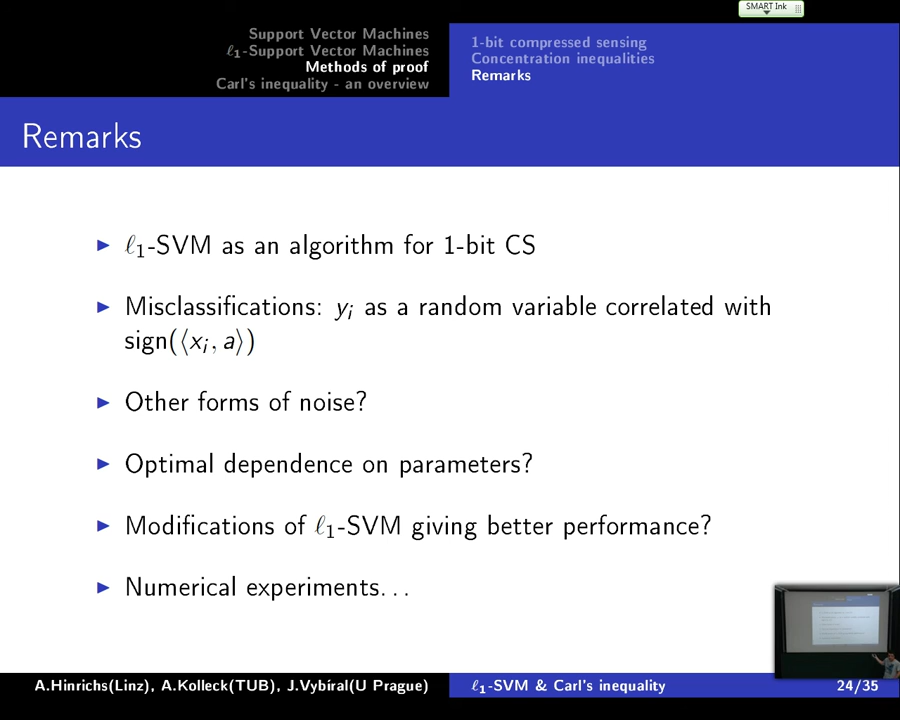 SMART Ink
Support Vector Machines
ℓ1-Support Vector Machines
Methods of proof
Carl's inequality - an overview
1-bit compressed sensing
Concentration inequalities
Remarks
Remarks
▶ ℓ₁-SVM as an algorithm for 1-bit CS
▶ Misclassifications: yᵢ as a random variable correlated with
sign(⟨xᵢ, a⟩)
▶ Other forms of noise?
▶ Optimal dependence on parameters?
▶ Modifications of ℓ₁-SVM giving better performance?
▶ Numerical experiments...
A.Hinrichs(Linz), A.Kolleck(TUB), J.Vybíral(U Prague)
ℓ₁-SVM & Carl's inequality
24/35